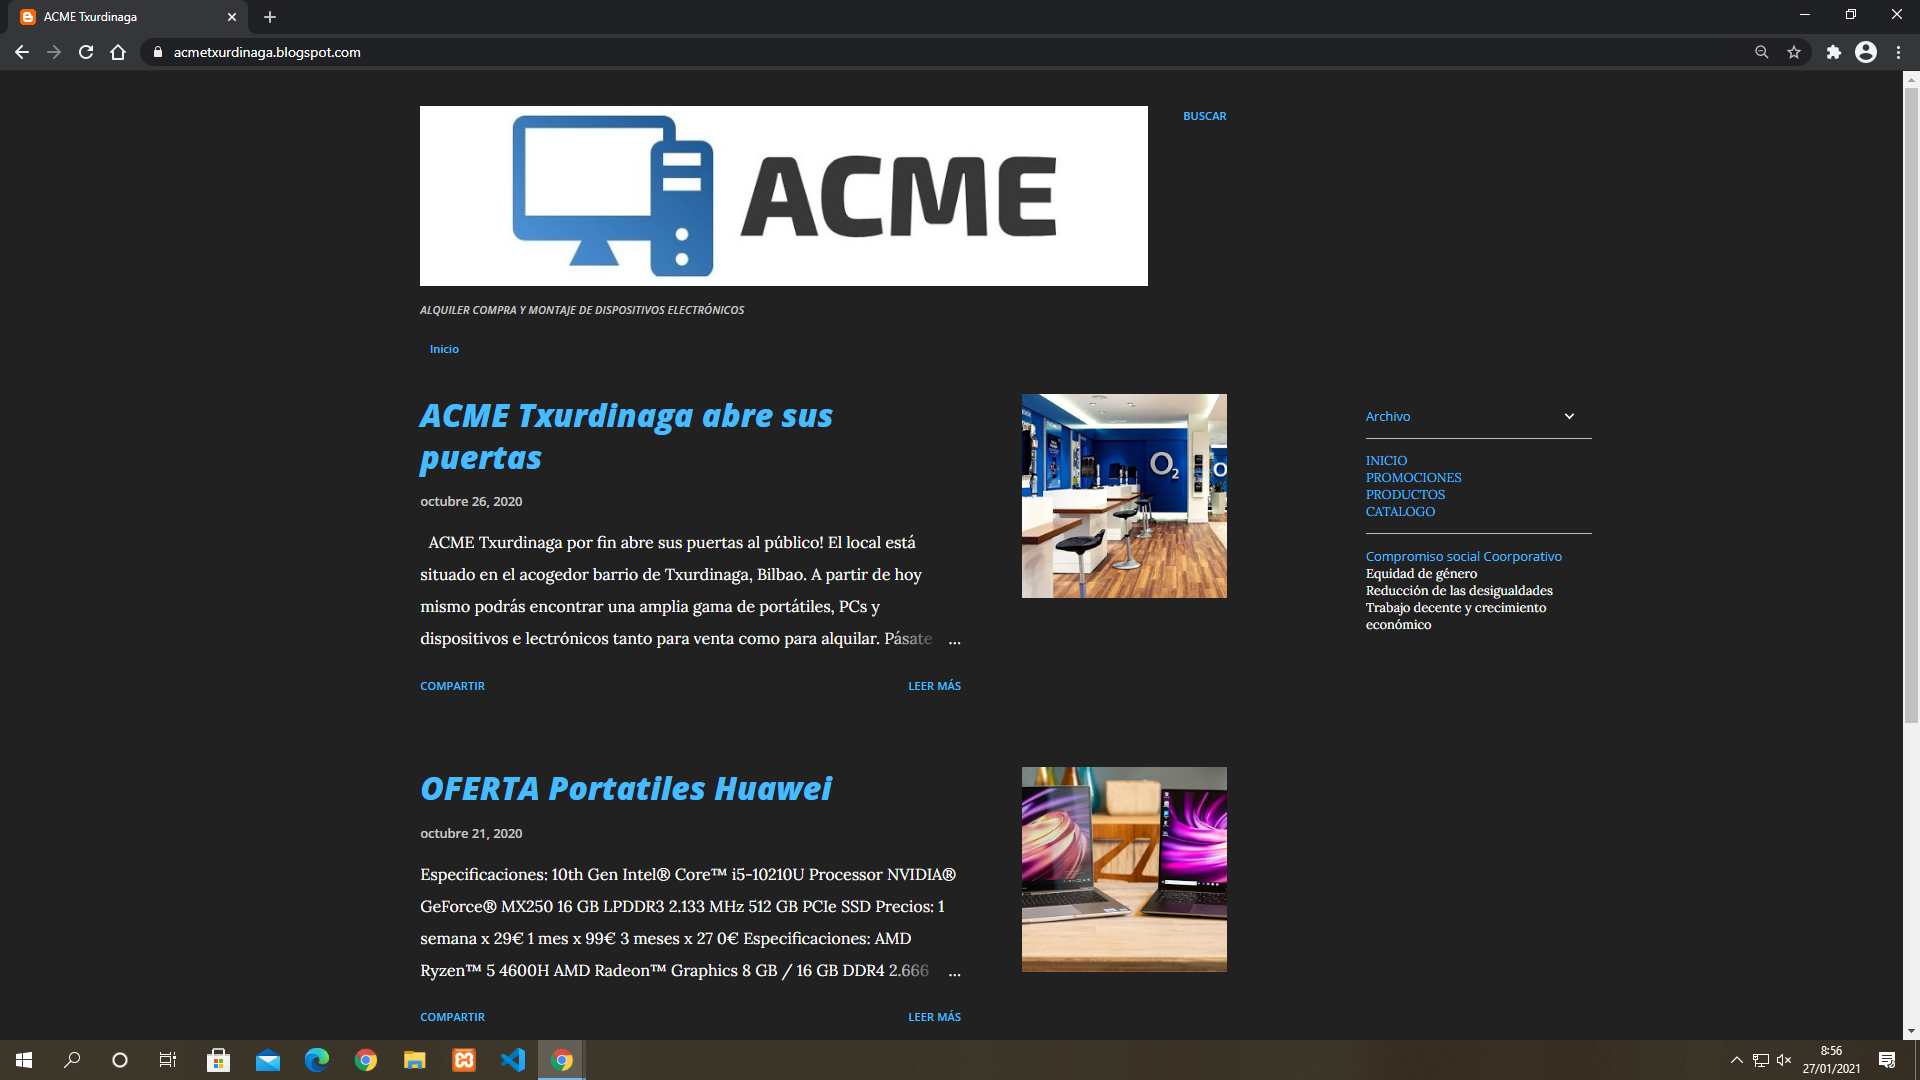 ACME Txurdinaga
acmetxurdinaga.blogspot.com
ACME
BUSCAR
ALQUILER COMPRA Y MONTAJE DE DISPOSITIVOS ELECTRÓNICOS
Inicio
ACME Txurdinaga abre sus
puertas
octubre 26, 2020
ACME Txurdinaga por fin abre sus puertas al público! El local está
situado en el acogedor barrio de Txurdinaga, Bilbao. A partir de hoy
mismo podrás encontrar una amplia gama de portátiles, PCs y
dispositivos e lectrónicos tanto para venta como para alquilar. Pásate ...
COMPARTIR
LEER MÁS
O2
Archivo
INICIO
PROMOCIONES
PRODUCTOS
CATALOGO
Compromiso social Coorporativo
Equidad de género
Reducción de las desigualdades
Trabajo decente y crecimiento
económico
OFERTA Portatiles Huawei
octubre 21, 2020
Especificaciones: 10th Gen Intel® Core™ i5-10210U Processor NVIDIA®
GeForce® MX250 16 GB LPDDR3 2.133 MHz 512 GB PCIe SSD Precios: 1
semana x 29€ 1 mes x 99€ 3 meses x 27 0€ Especificaciones: AMD
Ryzen™ 5 4600H AMD Radeon™ Graphics 8 GB / 16 GB DDR4 2.666 ...
COMPARTIR
LEER MÁS
8:56
27/01/2021